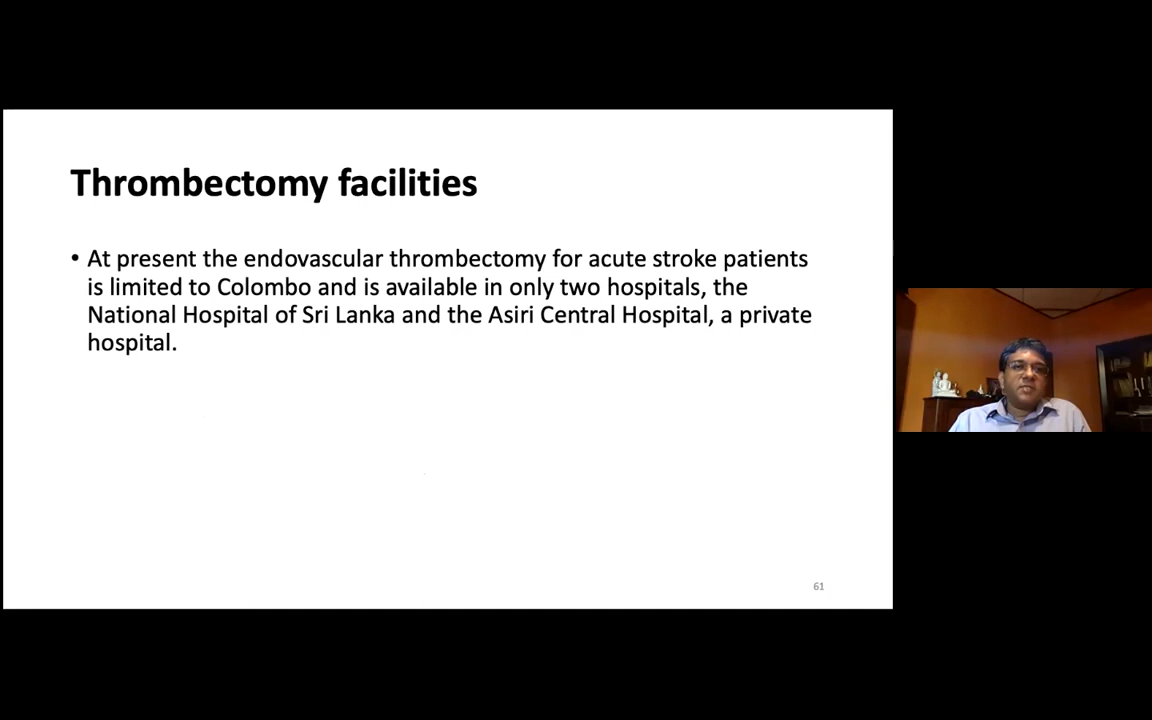 Thrombectomy facilities
• At present the endovascular thrombectomy for acute stroke patients
is limited to Colombo and is available in only two hospitals, the
National Hospital of Sri Lanka and the Asiri Central Hospital, a private
hospital.
61